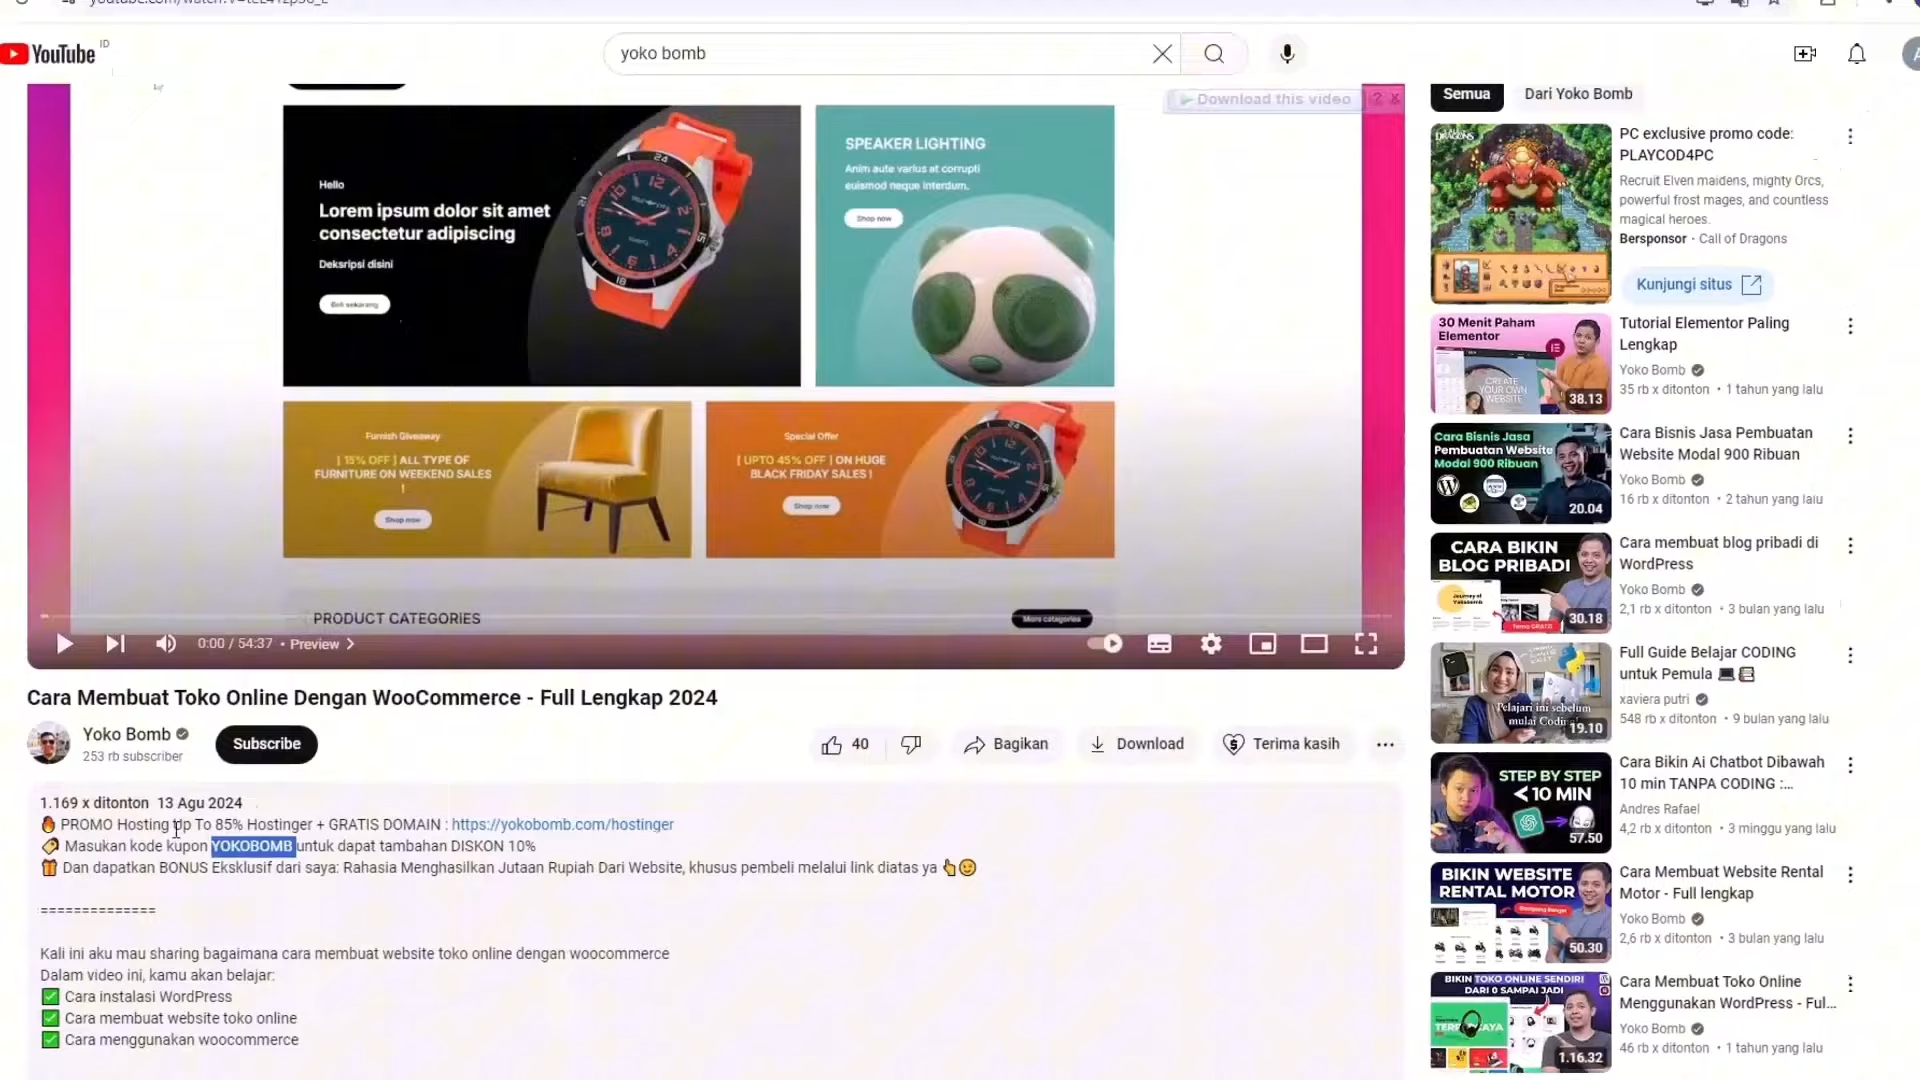 YouTube ID
yoko bomb
Download this video ? X
Hello
Lorem ipsum dolor sit amet
consectetur adipiscing
Deksripsi disini
Beli sekarang
SPEAKER LIGHTING
Anim aute varius at corrupti
euismod neque interdum.
Shop now
Furnish Giveaway
[ 15% OFF ] ALL TYPE OF
FURNITURE ON WEEKEND SALES
!
Shop now
Special Offer
[ UPTO 45% OFF ] ON HUGE
BLACK FRIDAY SALES !
Shop now
PRODUCT CATEGORIES
More categories
0:00 / 54:37 • Preview
Cara Membuat Toko Online Dengan WooCommerce - Full Lengkap 2024
Yoko Bomb
253 rb subscriber
Subscribe
40
Bagikan
Download
Terima kasih
1.169 x ditonton 13 Agu 2024
🔥 PROMO Hosting Up To 85% Hostinger + GRATIS DOMAIN : https://yokobomb.com/hostinger
🏷️ Masukan kode kupon YOKOBOMB untuk dapat tambahan DISKON 10%
🎁 Dan dapatkan BONUS Eksklusif dari saya: Rahasia Menghasilkan Jutaan Rupiah Dari Website, khusus pembeli melalui link diatas ya 👆😉
==============
Kali ini aku mau sharing bagaimana cara membuat website toko online dengan woocommerce
Dalam video ini, kamu akan belajar:
✅ Cara instalasi WordPress
✅ Cara membuat website toko online
✅ Cara menggunakan woocommerce
Semua
Dari Yoko Bomb
DRAGONS
PC exclusive promo code:
PLAYCOD4PC
Recruit Elven maidens, mighty Orcs,
powerful frost mages, and countless
magical heroes.
Bersponsor · Call of Dragons
Kunjungi situs
30 Menit Paham
Elementor
CREATE
YOUR OWN
WEBSITE
38.13
Tutorial Elementor Paling
Lengkap
Yoko Bomb
35 rb x ditonton • 1 tahun yang lalu
Cara Bisnis Jasa
Pembuatan Website
Modal 900 Ribuan
20.04
Cara Bisnis Jasa Pembuatan
Website Modal 900 Ribuan
Yoko Bomb
16 rb x ditonton • 2 tahun yang lalu
CARA BIKIN
BLOG PRIBADI
30.18
Cara membuat blog pribadi di
WordPress
Yoko Bomb
2,1 rb x ditonton • 3 bulan yang lalu
Pelajari ini sebelum
mulai Coding!
19.10
Full Guide Belajar CODING
untuk Pemula 💻📔
xaviera putri
548 rb x ditonton • 9 bulan yang lalu
STEP BY STEP
< 10 MIN
57.50
Cara Bikin Ai Chatbot Dibawah
10 min TANPA CODING :...
Andres Rafael
4,2 rb x ditonton • 3 minggu yang lalu
BIKIN WEBSITE
RENTAL MOTOR
50.30
Cara Membuat Website Rental
Motor - Full lengkap
Yoko Bomb
2,6 rb x ditonton • 3 bulan yang lalu
BIKIN TOKO ONLINE SENDIRI
DARI 0 SAMPAI JADI
1.16.32
Cara Membuat Toko Online
Menggunakan WordPress - Ful...
Yoko Bomb
46 rb x ditonton • 1 tahun yang lalu